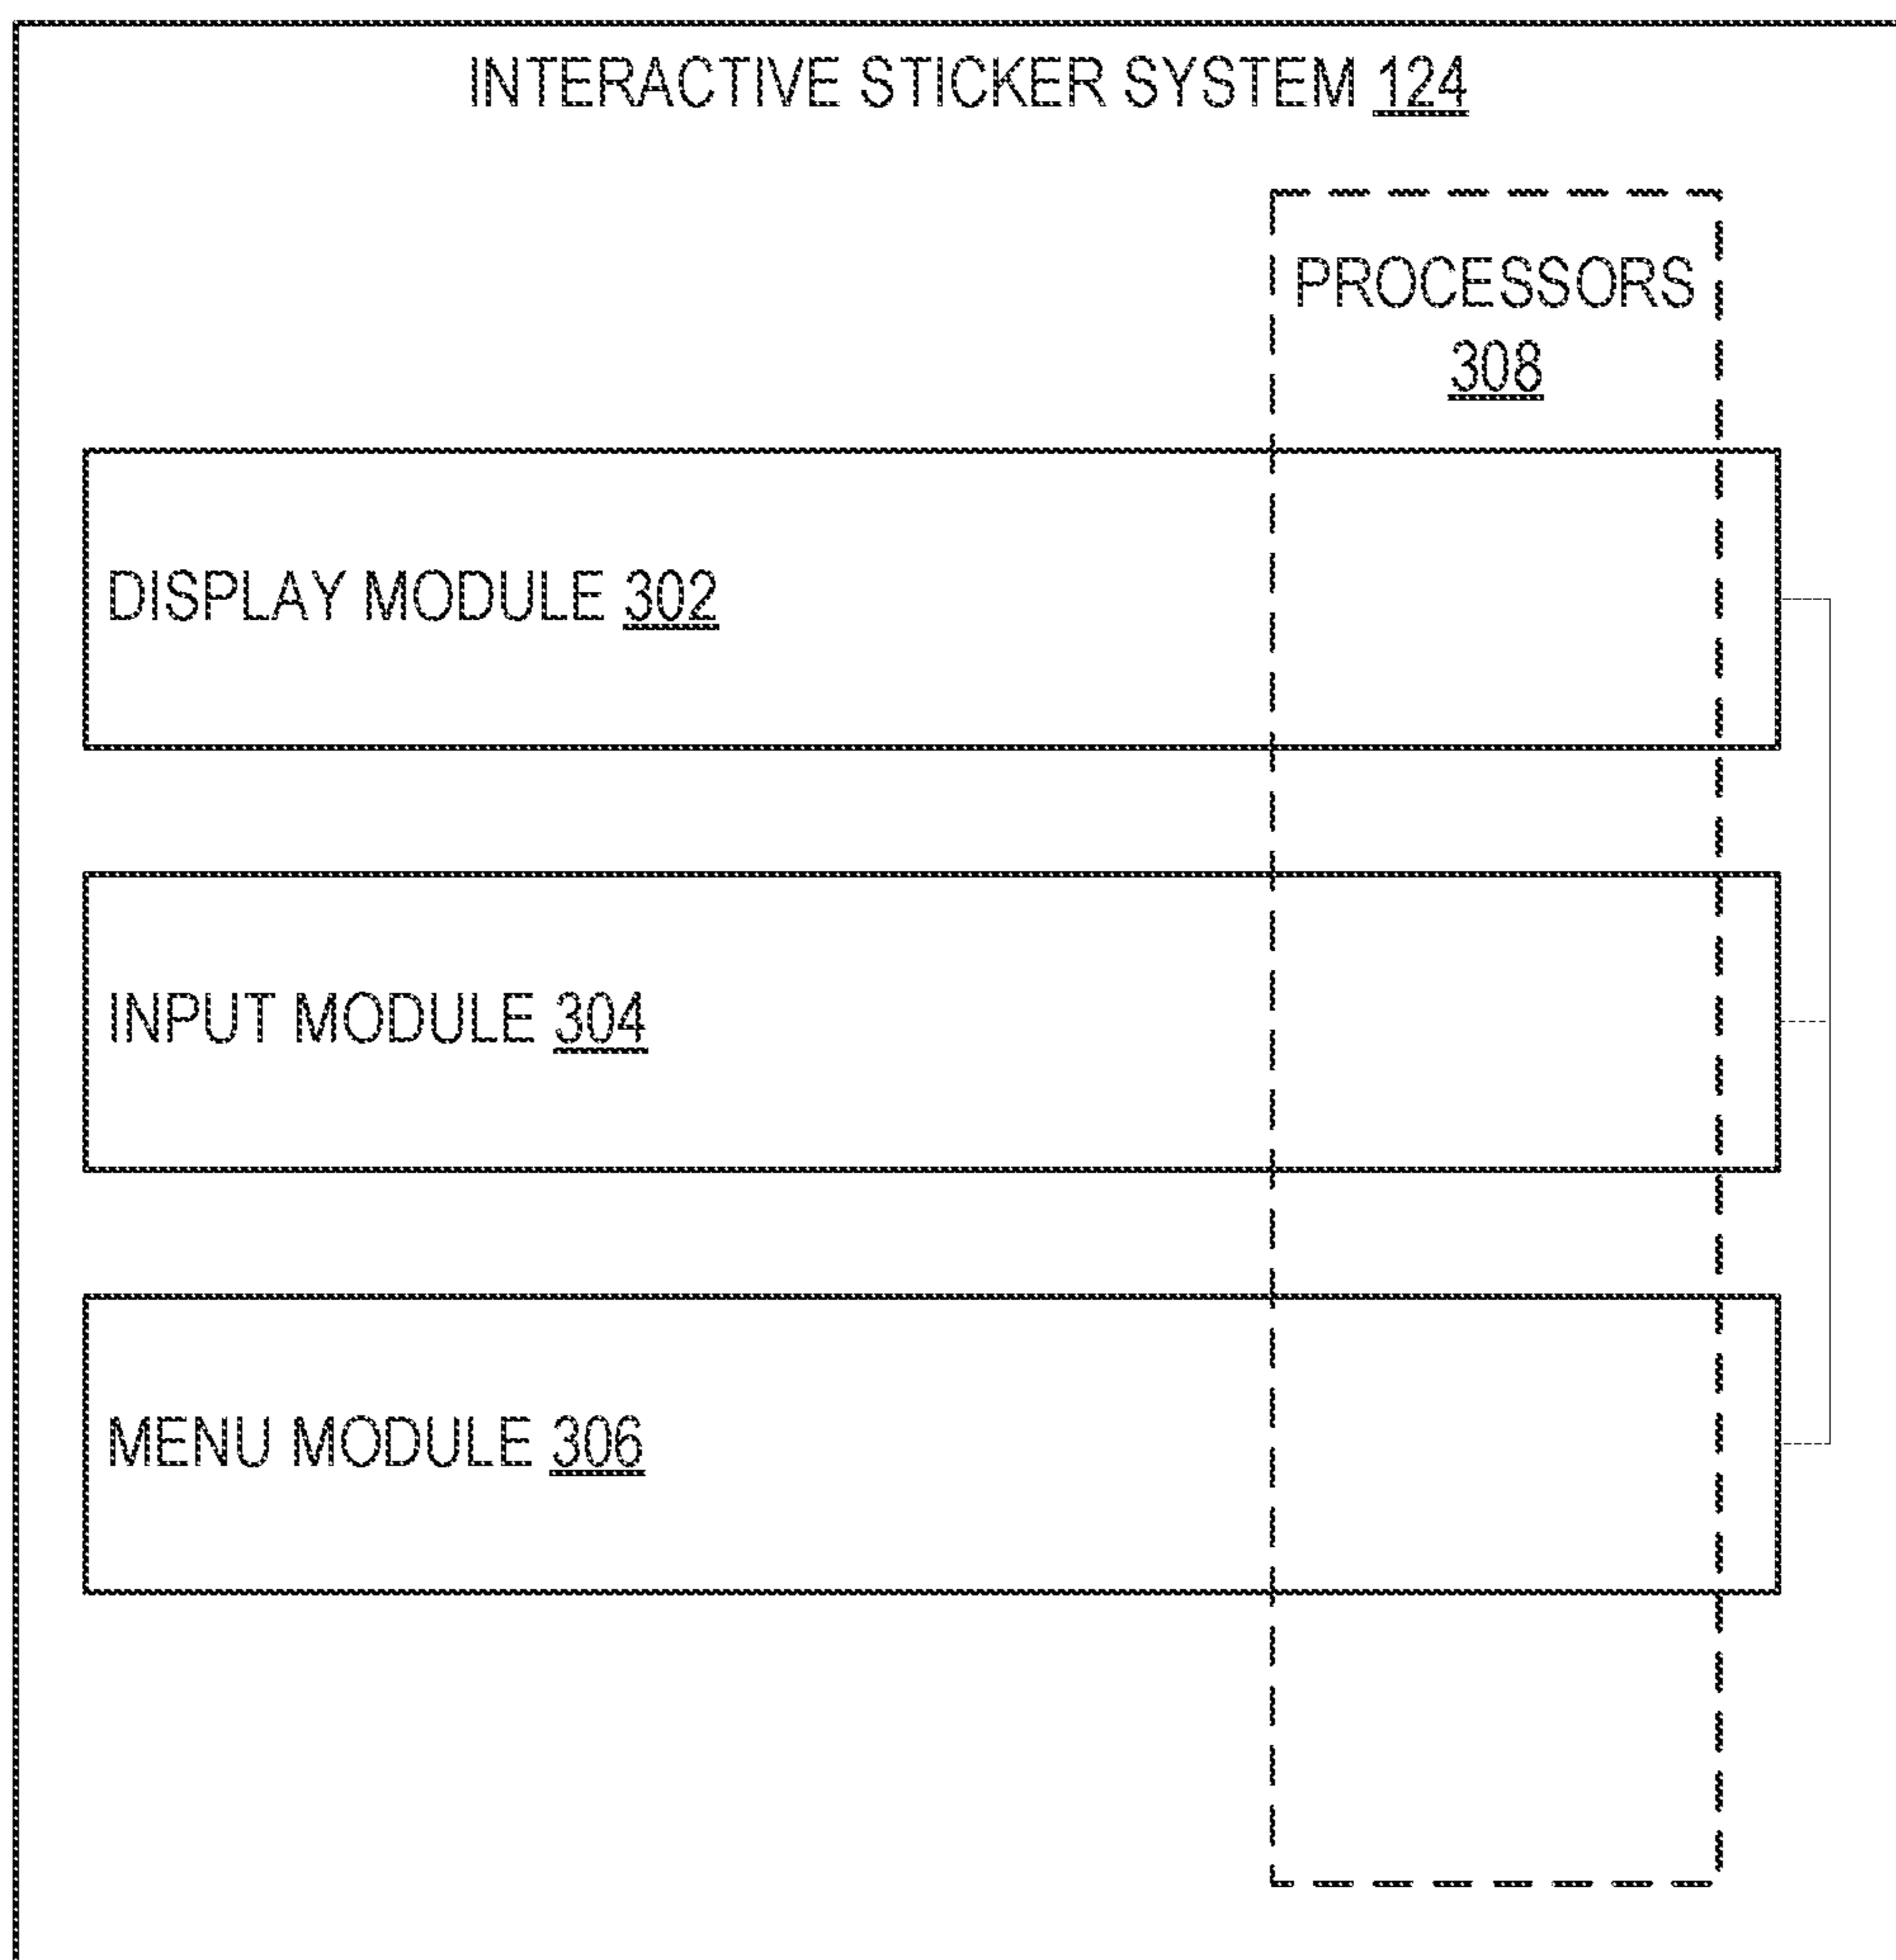 INTERACTIVE STICKER SYSTEM 124
PROCESSORS
308
DISPLAY MODULE 302
INPUT MODULE 304
MENU MODULE 306